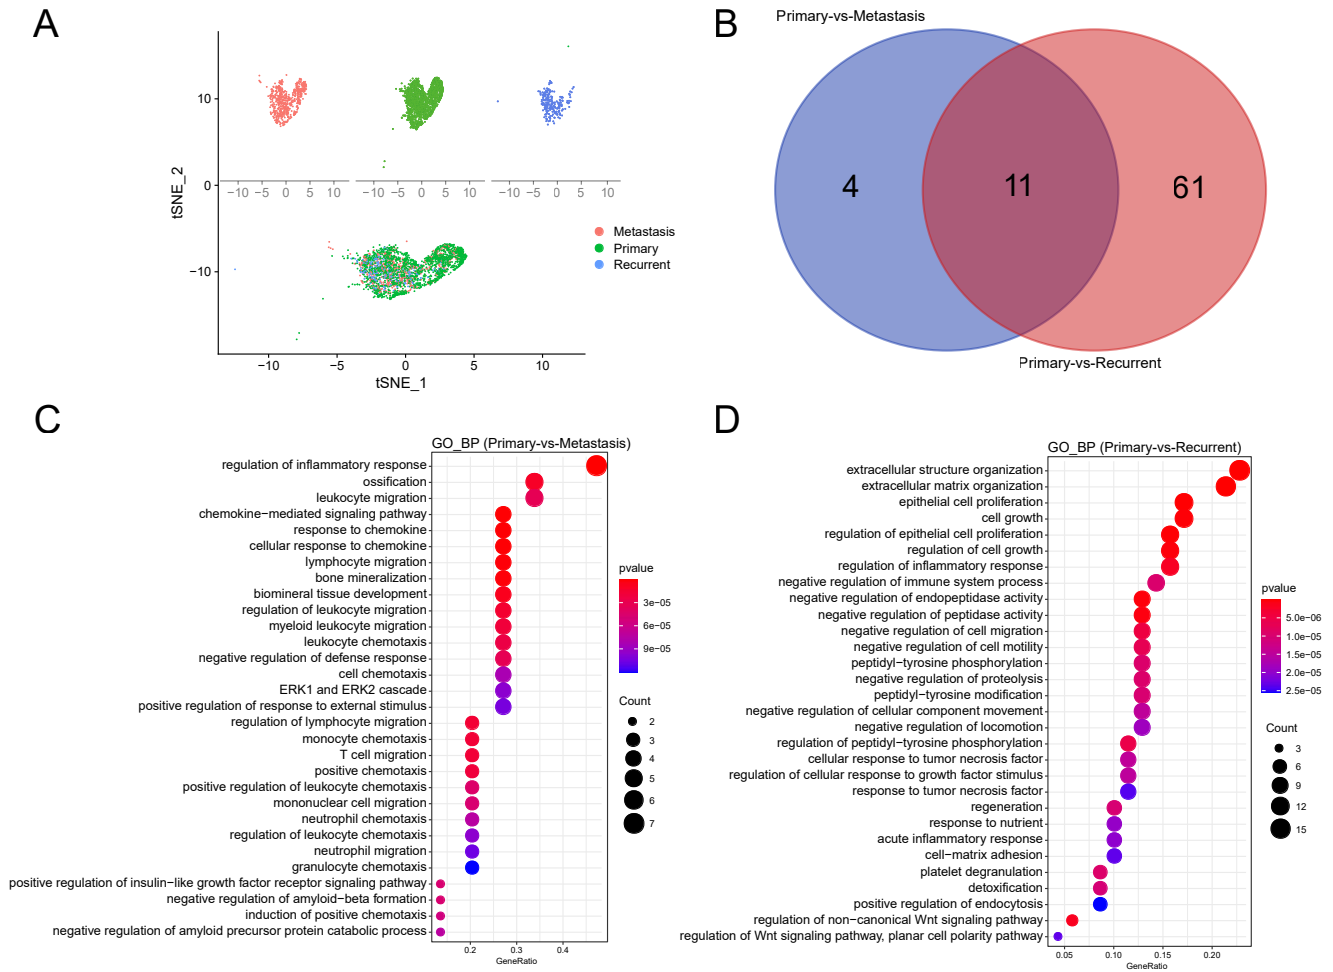 A
tSNE_2
10
0
−10
−10 −5 0 5 10
−10 −5 0 5 10
−10 −5 0 5 10
Metastasis
Primary
Recurrent
−10 −5 0 5 10
tSNE_1
B
Primary-vs-Metastasis
4
11
61
Primary-vs-Recurrent
C
GO_BP (Primary-vs-Metastasis)
regulation of inflammatory response
ossification
leukocyte migration
chemokine−mediated signaling pathway
response to chemokine
cellular response to chemokine
lymphocyte migration
bone mineralization
biomineral tissue development
regulation of leukocyte migration
myeloid leukocyte migration
leukocyte chemotaxis
negative regulation of defense response
cell chemotaxis
ERK1 and ERK2 cascade
positive regulation of response to external stimulus
regulation of lymphocyte migration
monocyte chemotaxis
T cell migration
positive chemotaxis
positive regulation of leukocyte chemotaxis
mononuclear cell migration
neutrophil chemotaxis
regulation of leukocyte chemotaxis
neutrophil migration
granulocyte chemotaxis
positive regulation of insulin−like growth factor receptor signaling pathway
negative regulation of amyloid−beta formation
induction of positive chemotaxis
negative regulation of amyloid precursor protein catabolic process
0.2 0.3 0.4
GeneRatio
pvalue
3e−05
6e−05
9e−05
Count
2
3
4
5
6
7
D
GO_BP (Primary-vs-Recurrent)
extracellular structure organization
extracellular matrix organization
epithelial cell proliferation
cell growth
regulation of epithelial cell proliferation
regulation of cell growth
regulation of inflammatory response
negative regulation of immune system process
negative regulation of endopeptidase activity
negative regulation of peptidase activity
negative regulation of cell migration
negative regulation of cell motility
peptidyl−tyrosine phosphorylation
negative regulation of proteolysis
peptidyl−tyrosine modification
negative regulation of cellular component movement
negative regulation of locomotion
regulation of peptidyl−tyrosine phosphorylation
cellular response to tumor necrosis factor
regulation of cellular response to growth factor stimulus
response to tumor necrosis factor
regeneration
response to nutrient
acute inflammatory response
cell−matrix adhesion
platelet degranulation
detoxification
positive regulation of endocytosis
regulation of non−canonical Wnt signaling pathway
regulation of Wnt signaling pathway, planar cell polarity pathway
0.05 0.10 0.15 0.20
GeneRatio
pvalue
5.0e−06
1.0e−05
1.5e−05
2.0e−05
2.5e−05
Count
3
6
9
12
15